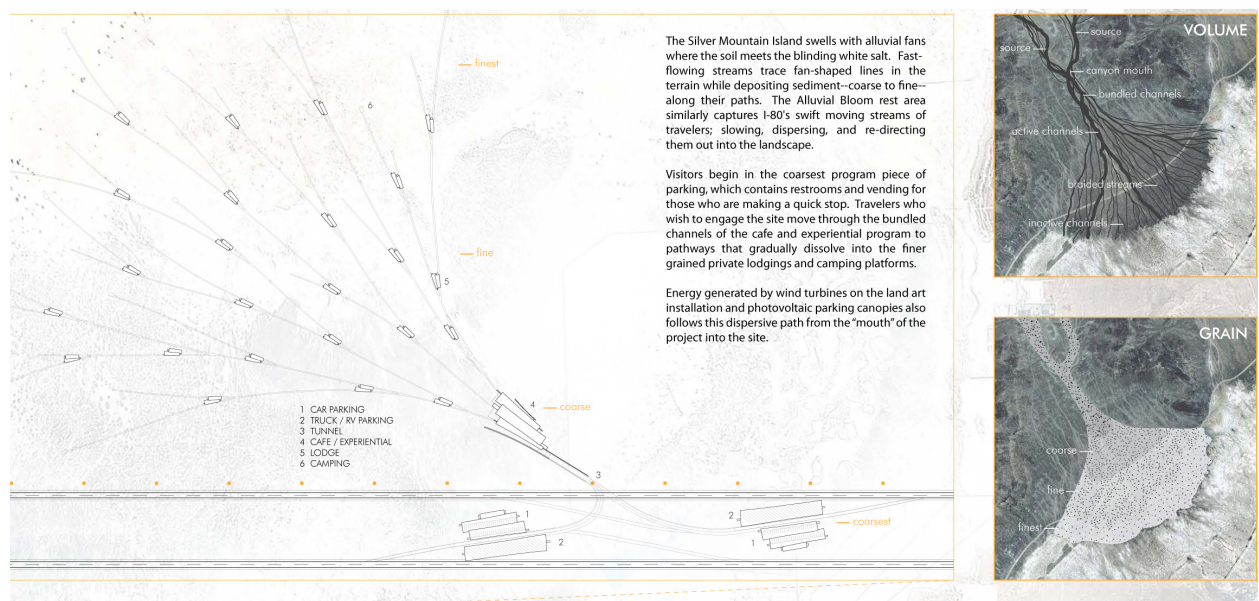 The Silver Mountain Island swells with alluvial fans
where the soil meets the blinding white salt. Fast-
flowing streams trace fan-shaped lines in the
terrain while depositing sediment--coarse to fine--
along their paths. The Alluvial Bloom rest area
similarly captures I-80's swift moving streams of
travelers; slowing, dispersing, and re-directing
them out into the landscape.
Visitors begin in the coarsest program piece of
parking, which contains restrooms and vending for
those who are making a quick stop. Travelers who
wish to engage the site move through the bundled
channels of the cafe and experiential program to
pathways that gradually dissolve into the finer
grained private lodgings and camping platforms.
Energy generated by wind turbines on the land art
installation and photovoltaic parking canopies also
follows this dispersive path from the "mouth" of the
project into the site.
finest
6
fine
5
coarse
4
1 CAR PARKING
2 TRUCK / RV PARKING
3 TUNNEL
4 CAFE / EXPERIENTIAL
5 LODGE
6 CAMPING
3
1
2
2
1
coarsest
VOLUME
source
source
canyon mouth
bundled channels
active channels
braided streams
inactive channels
GRAIN
coarse
fine
finest